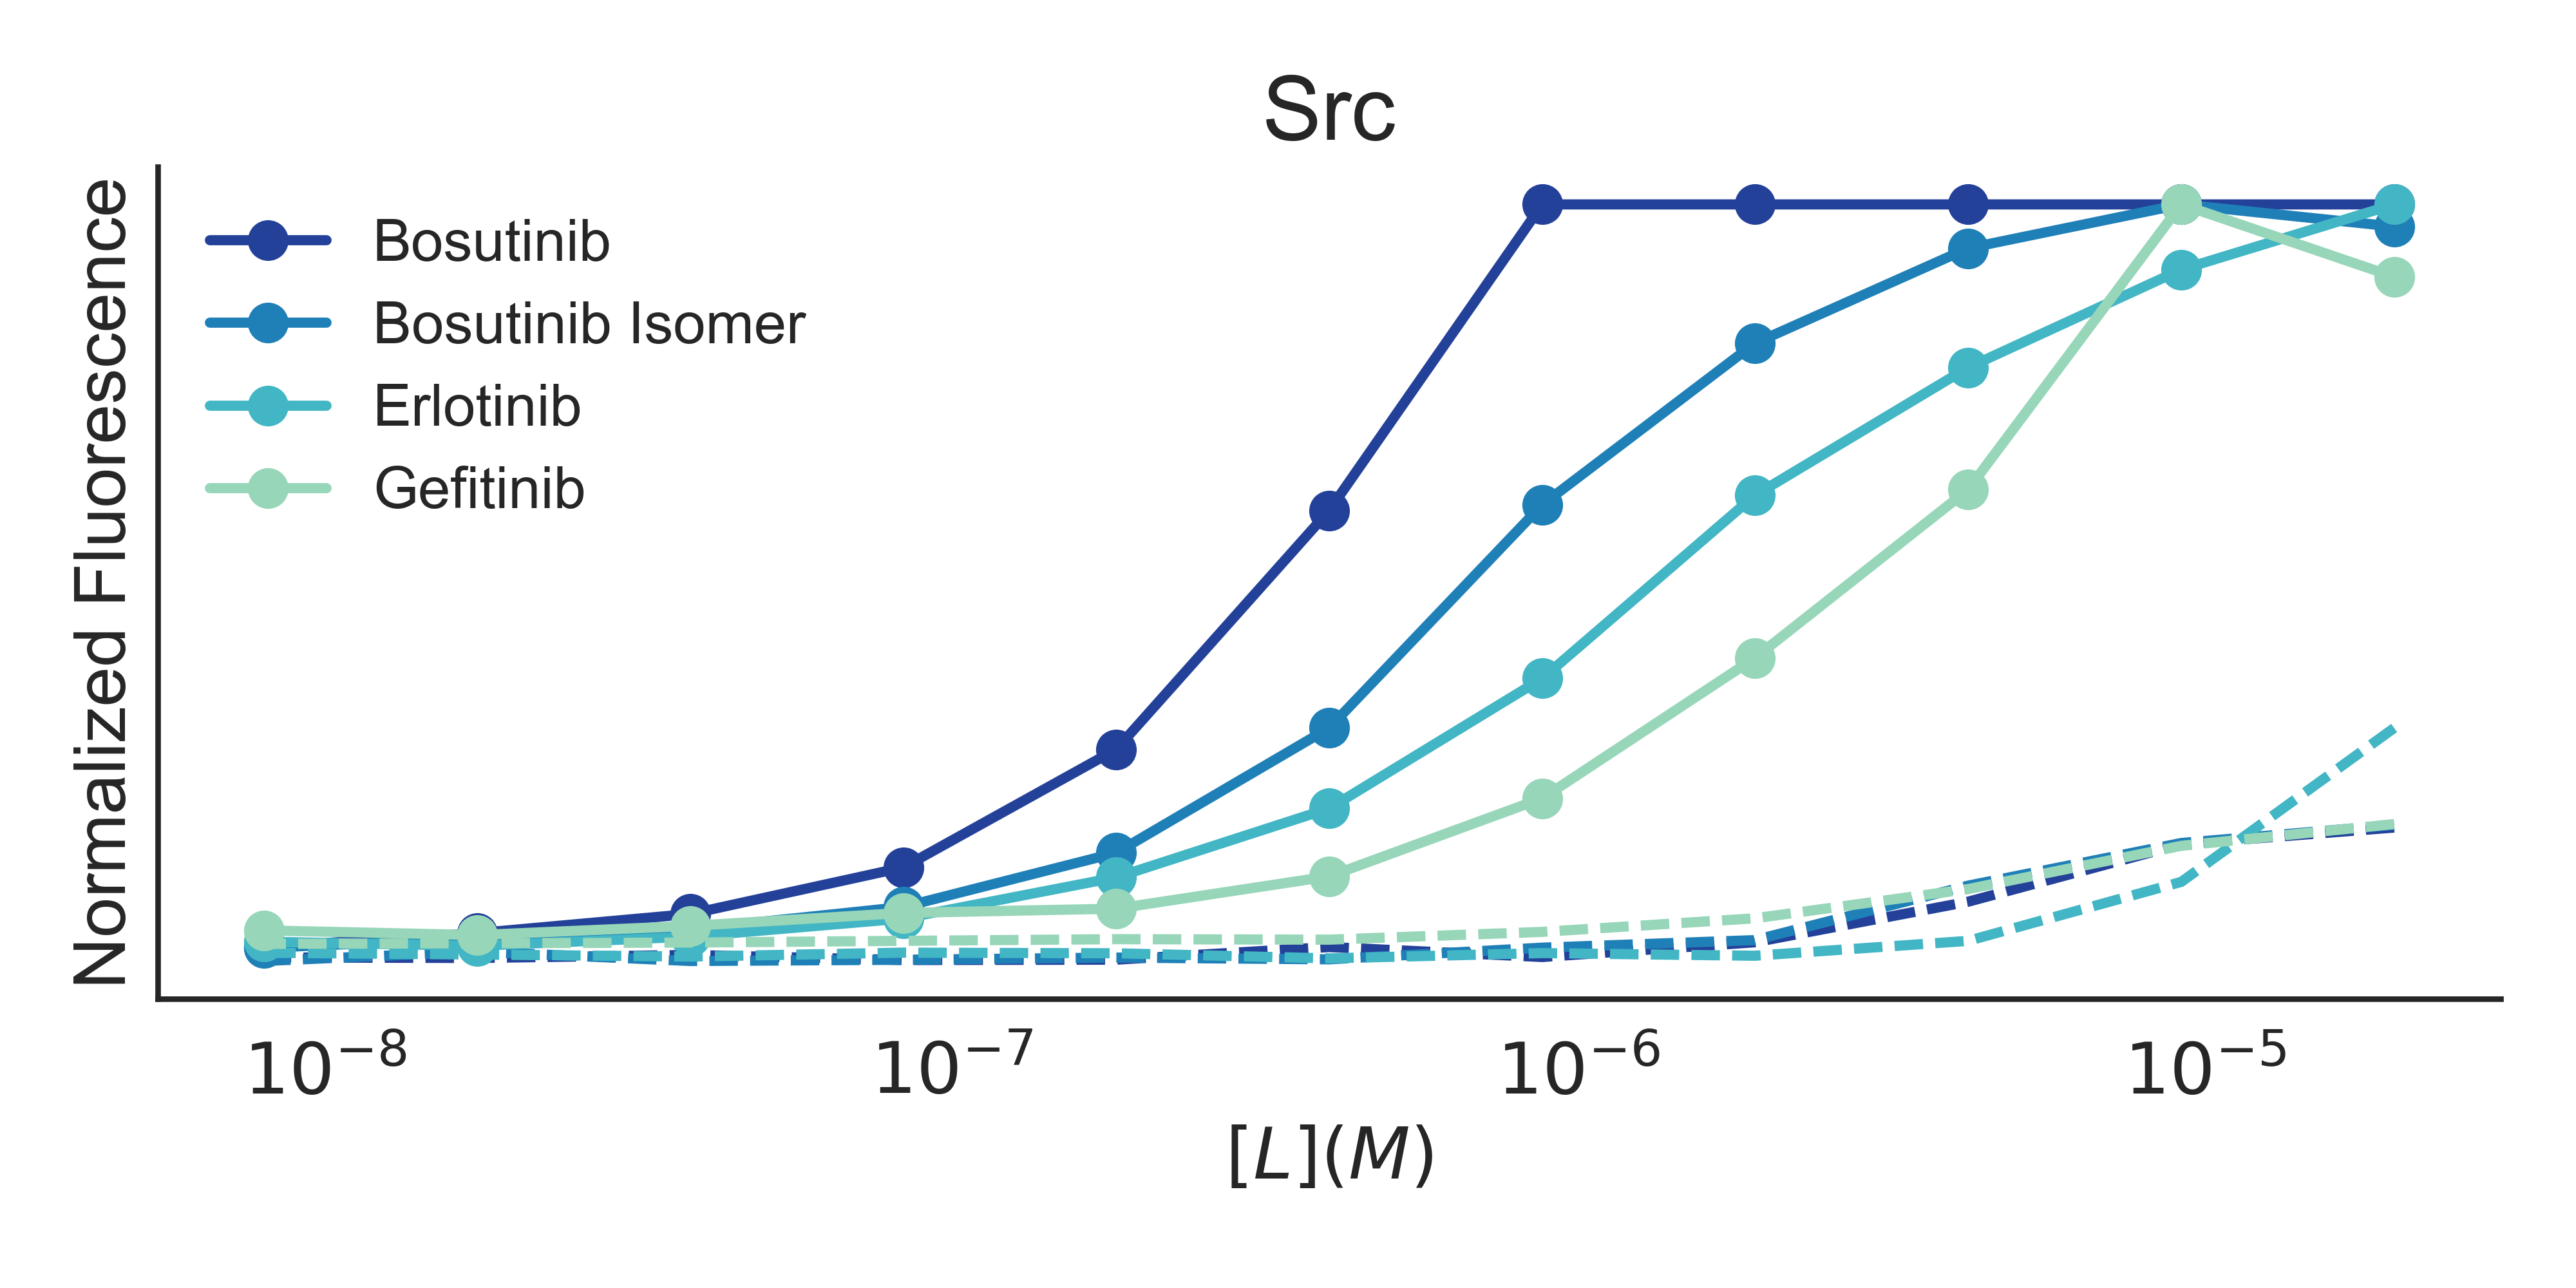 Src
Normalized Fluorescence
Bosutinib
Bosutinib Isomer
Erlotinib
Gefitinib
10⁻⁸ 10⁻⁷ 10⁻⁶ 10⁻⁵
[L](M)